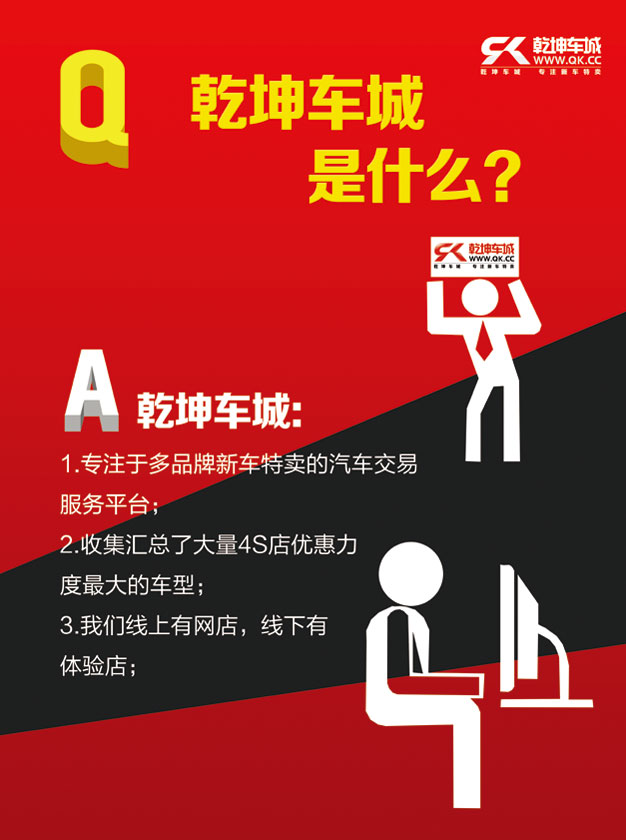 乾坤车城
WWW.QK.CC
乾坤车城 专注新车特卖
Q
乾坤车城
是什么?
乾坤车城
WWW.QK.CC
乾坤车城 专注新车特卖
A
乾坤车城:
1.专注于多品牌新车特卖的汽车交易
服务平台；
2.收集汇总了大量4S店优惠力
度最大的车型；
3.我们线上有网店，线下有
体验店；